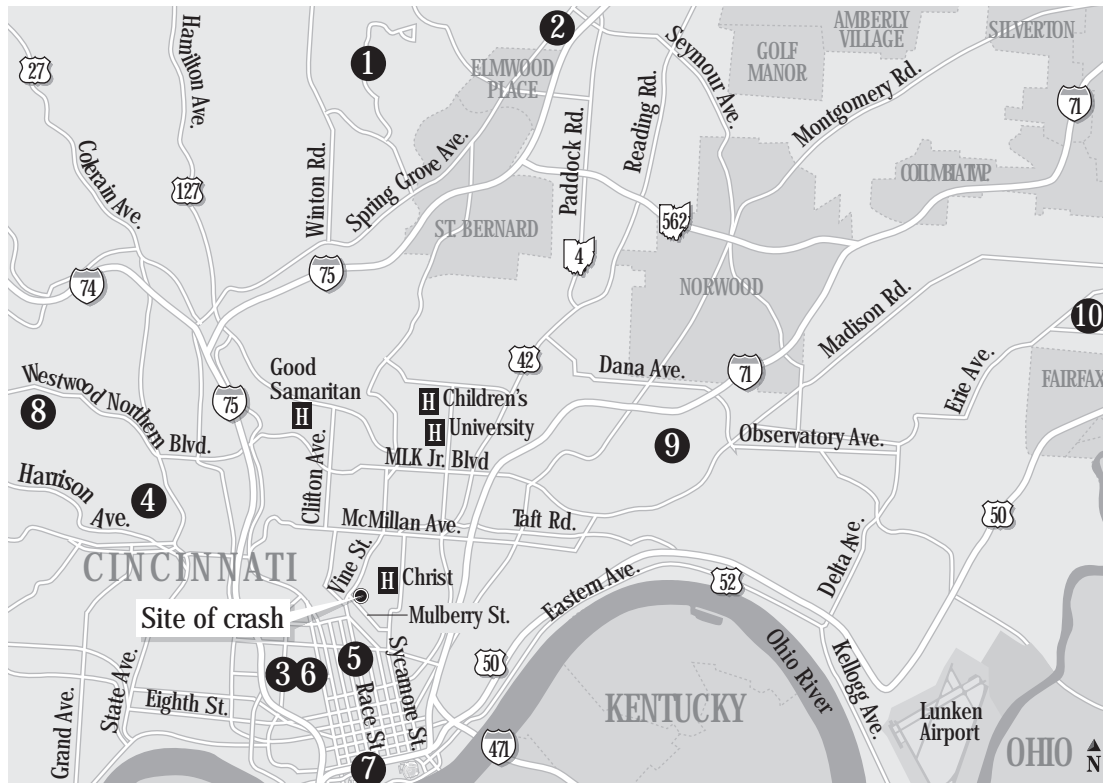 27
Hamilton Ave.
1
2
ELMWOOD
PLACE
Seymour Ave.
GOLF
MANOR
AMBERLY
VILLAGE
SILVERTON
Montgomery Rd.
71
Colerain Ave.
127
Winton Rd.
Spring Grove Ave.
Paddock Rd.
Reading Rd.
COLUMBIA TWP.
562
ST. BERNARD
4
74
75
NORWOOD
Madison Rd.
10
42
Dana Ave.
71
Erie Ave.
FAIRFAX
Westwood Northern Blvd.
8
75
Good
Samaritan
H
H Children's
H University
9
Observatory Ave.
MLK Jr. Blvd
Harrison Ave.
4
Clifton Ave.
McMillan Ave.
Taft Rd.
50
CINCINNATI
Vine St.
H Christ
Eastern Ave.
52
Delta Ave.
Site of crash
Mulberry St.
3
6
5
Race St.
Sycamore St.
50
Ohio River
Kellogg Ave.
Grand Ave.
State Ave.
Eighth St.
KENTUCKY
Lunken
Airport
7
471
OHIO
N